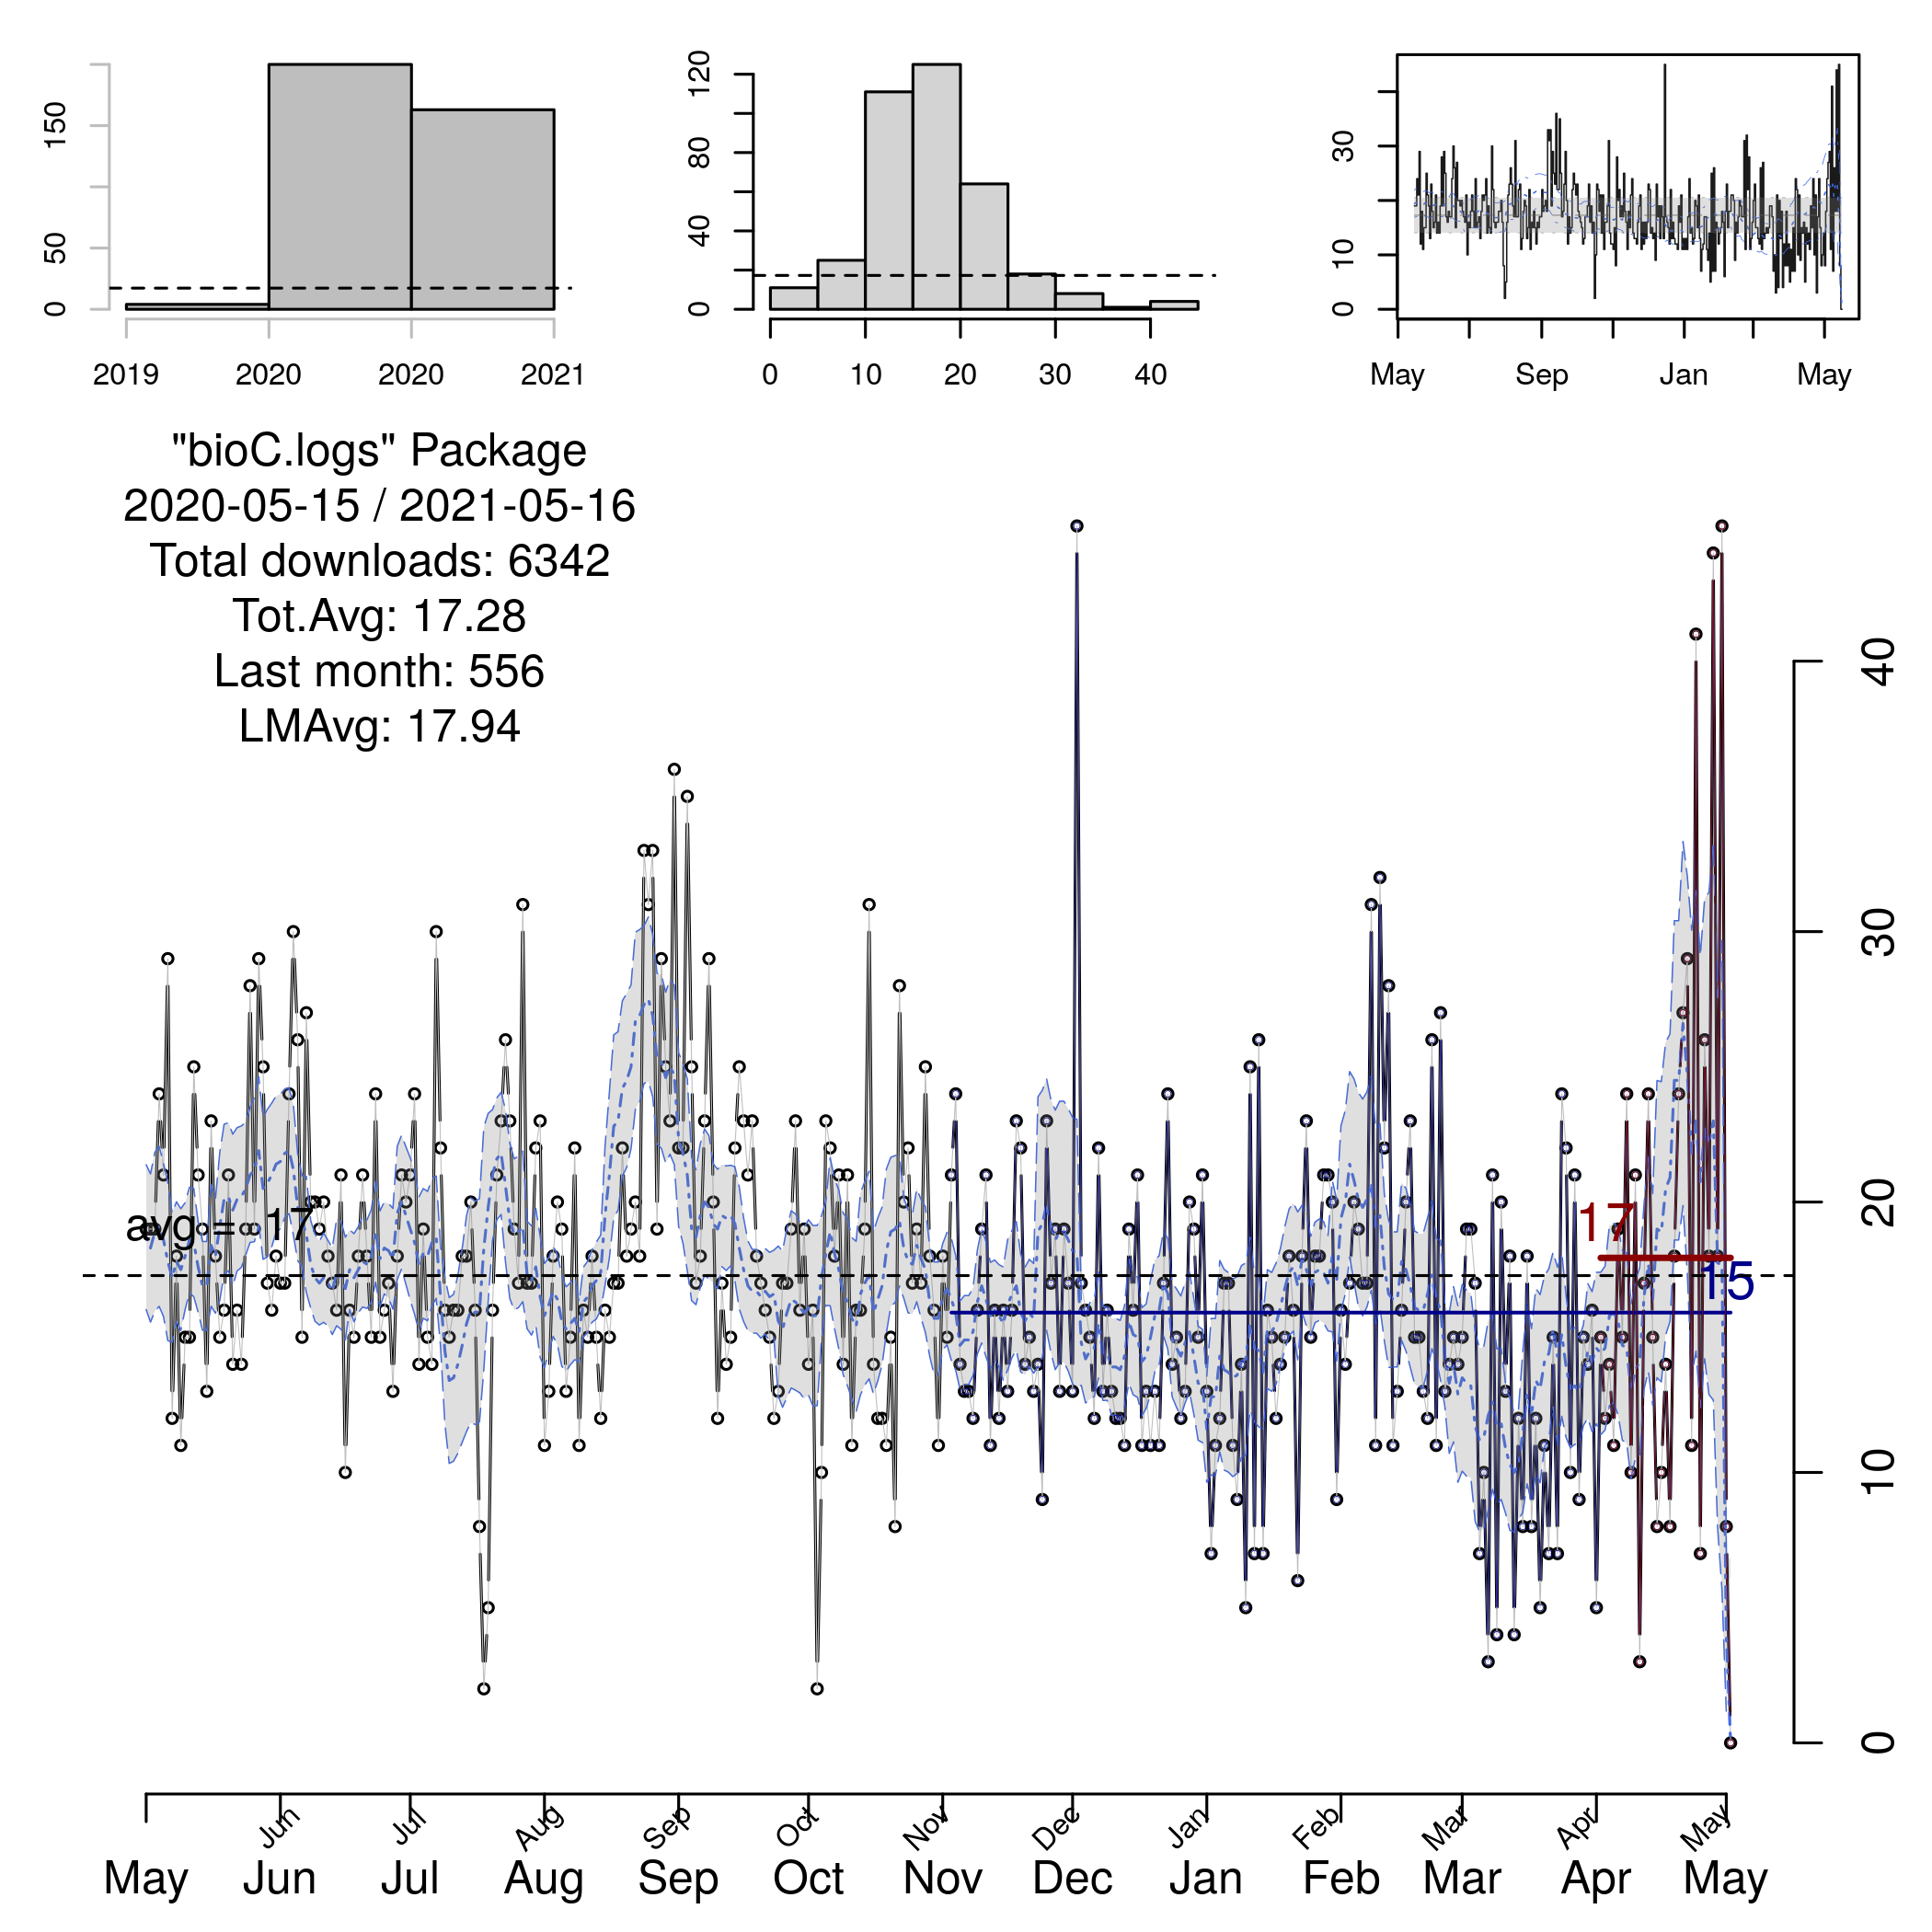 0 50 150
2019 2020 2020 2021
0 40 80 120
0 10 20 30 40
0 10 30
May Sep Jan May
"bioC.logs" Package
2020-05-15 / 2021-05-16
Total downloads: 6342
Tot.Avg: 17.28
Last month: 556
LMAvg: 17.94
avg = 17
17
15
0 10 20 30 40
Jun Jul Aug Sep Oct Nov Dec Jan Feb Mar Apr May
May Jun Jul Aug Sep Oct Nov Dec Jan Feb Mar Apr May